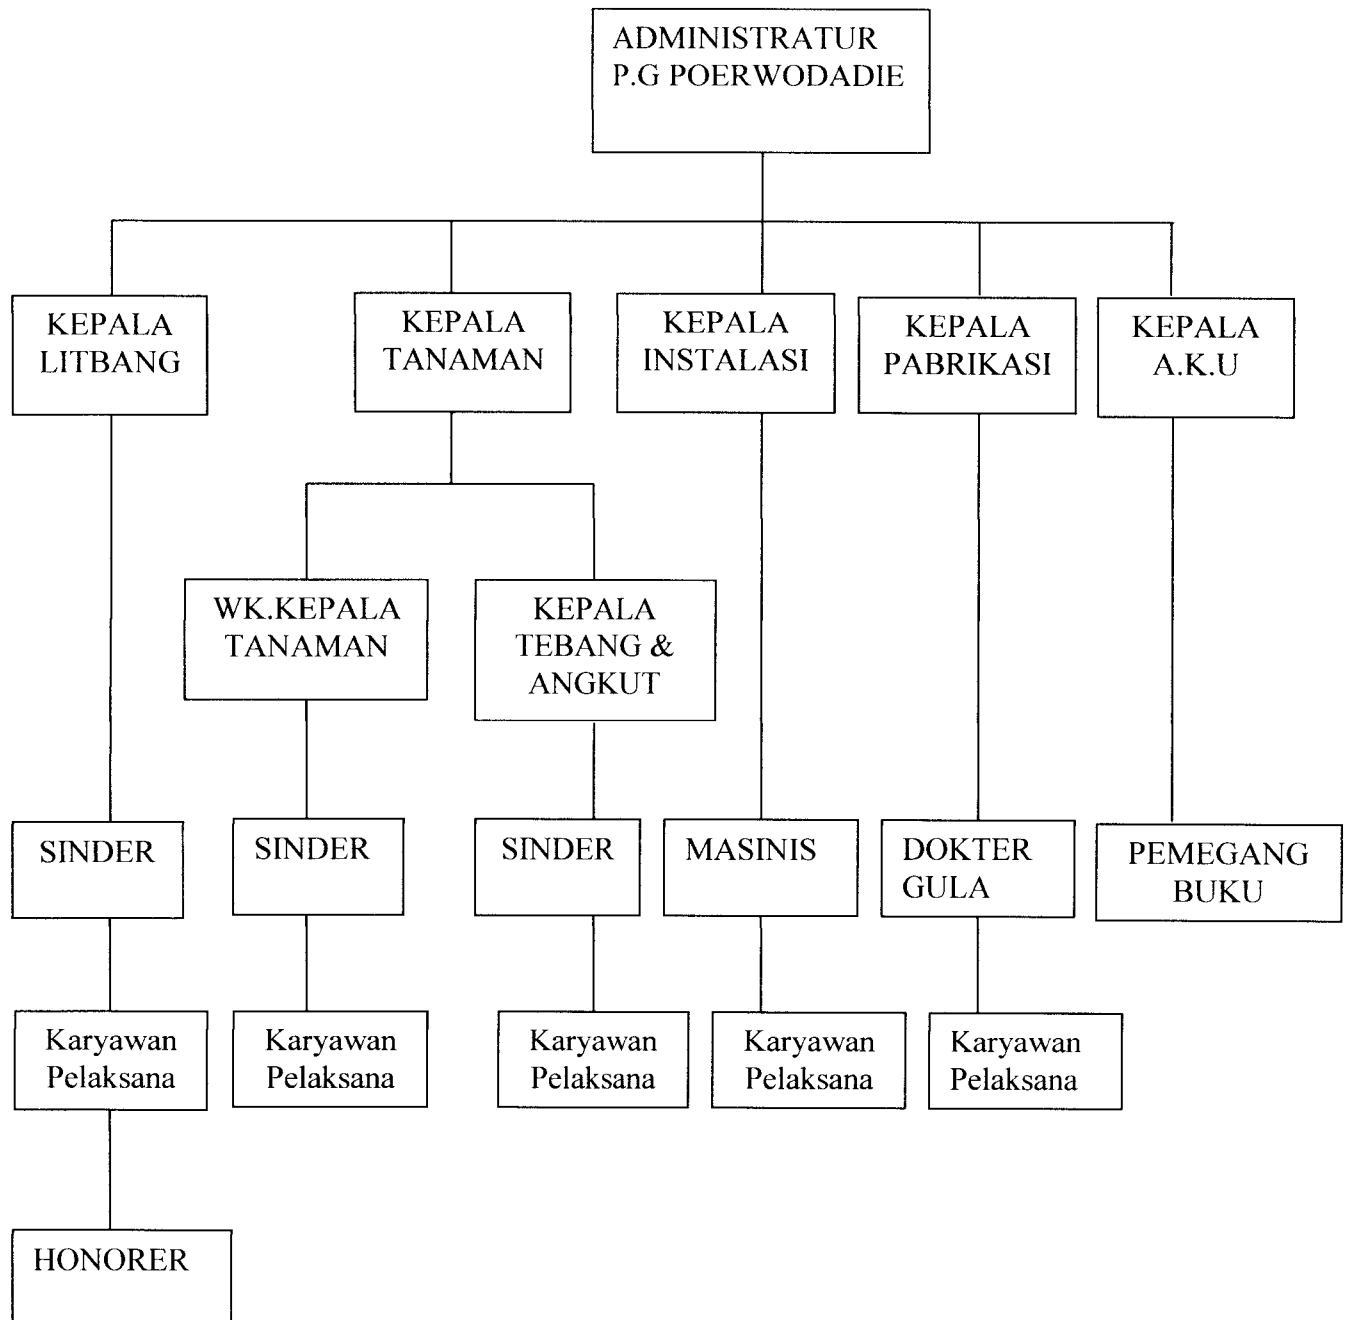 ADMINISTRATUR
P.G POERWODADIE
KEPALA
LITBANG
KEPALA
TANAMAN
KEPALA
INSTALASI
KEPALA
PABRIKASI
KEPALA
A.K.U
WK.KEPALA
TANAMAN
KEPALA
TEBANG &
ANGKUT
SINDER
SINDER
SINDER
MASINIS
DOKTER
GULA
PEMEGANG
BUKU
Karyawan
Pelaksana
Karyawan
Pelaksana
Karyawan
Pelaksana
Karyawan
Pelaksana
Karyawan
Pelaksana
HONORER